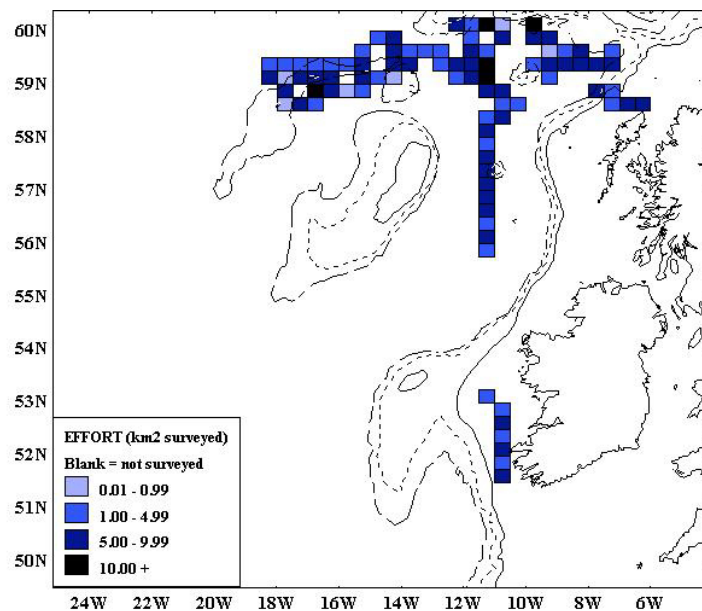 60N
59N
58N
57N
56N
55N
54N
53N
52N
51N
50N
EFFORT (km2 surveyed)
Blank = not surveyed
0.01 - 0.99
1.00 - 4.99
5.00 - 9.99
10.00 +
24W 22W 20W 18W 16W 14W 12W 10W 8W 6W